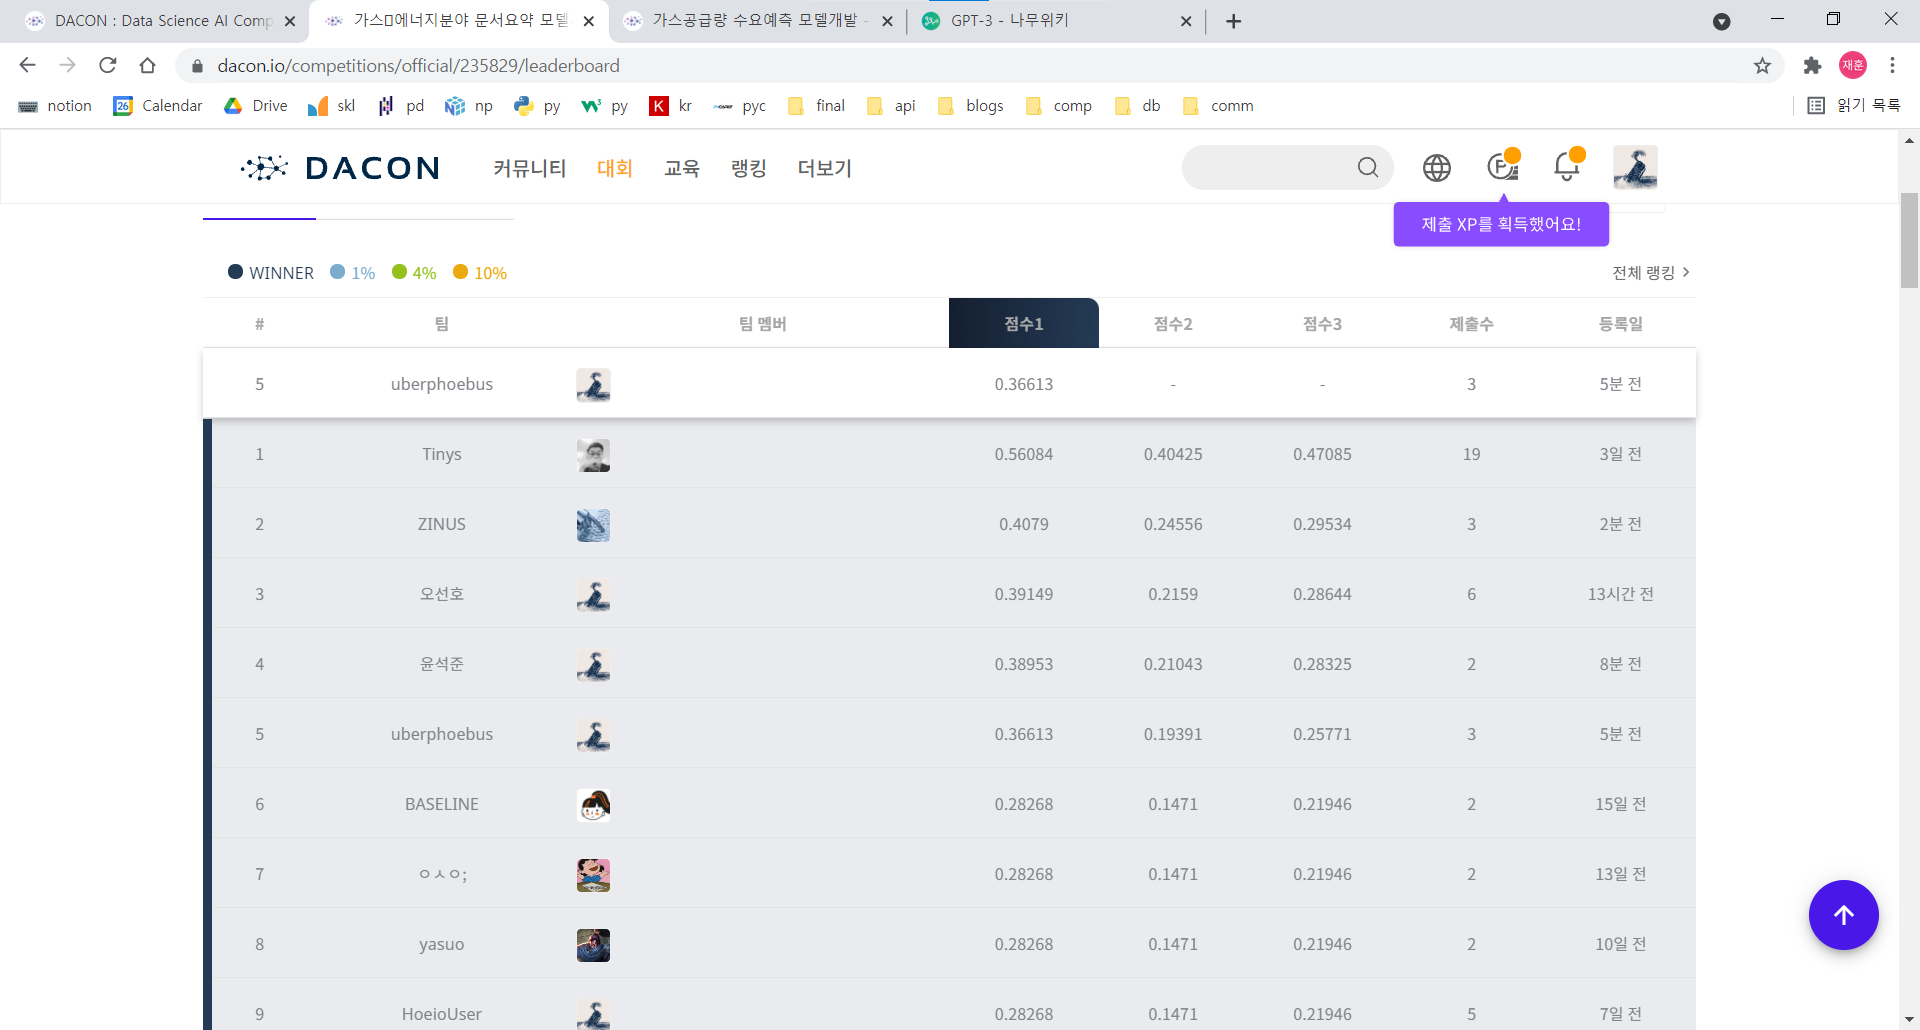 DACON : Data Science AI Comp
가스▯에너지분야 문서요약 모델
가스공급량 수요예측 모델개발 -
GPT-3 - 나무위키
dacon.io/competitions/official/235829/leaderboard
재훈
notion 26 Calendar Drive skl pd np py py K kr pyc final api blogs comp db comm 읽기 목록
DACON 커뮤니티 대회 교육 랭킹 더보기
제출 XP를 획득했어요!
WINNER 1% 4% 10% 전체 랭킹 >
# 팀 팀 멤버 점수1 점수2 점수3 제출수 등록일
5 uberphoebus 0.36613 - - 3 5분 전
1 Tinys 0.56084 0.40425 0.47085 19 3일 전
2 ZINUS 0.4079 0.24556 0.29534 3 2분 전
3 오선호 0.39149 0.2159 0.28644 6 13시간 전
4 윤석준 0.38953 0.21043 0.28325 2 8분 전
5 uberphoebus 0.36613 0.19391 0.25771 3 5분 전
6 BASELINE 0.28268 0.1471 0.21946 2 15일 전
7 ㅇㅅㅇ; 0.28268 0.1471 0.21946 2 13일 전
8 yasuo 0.28268 0.1471 0.21946 2 10일 전
9 HoeioUser 0.28268 0.1471 0.21946 5 7일 전